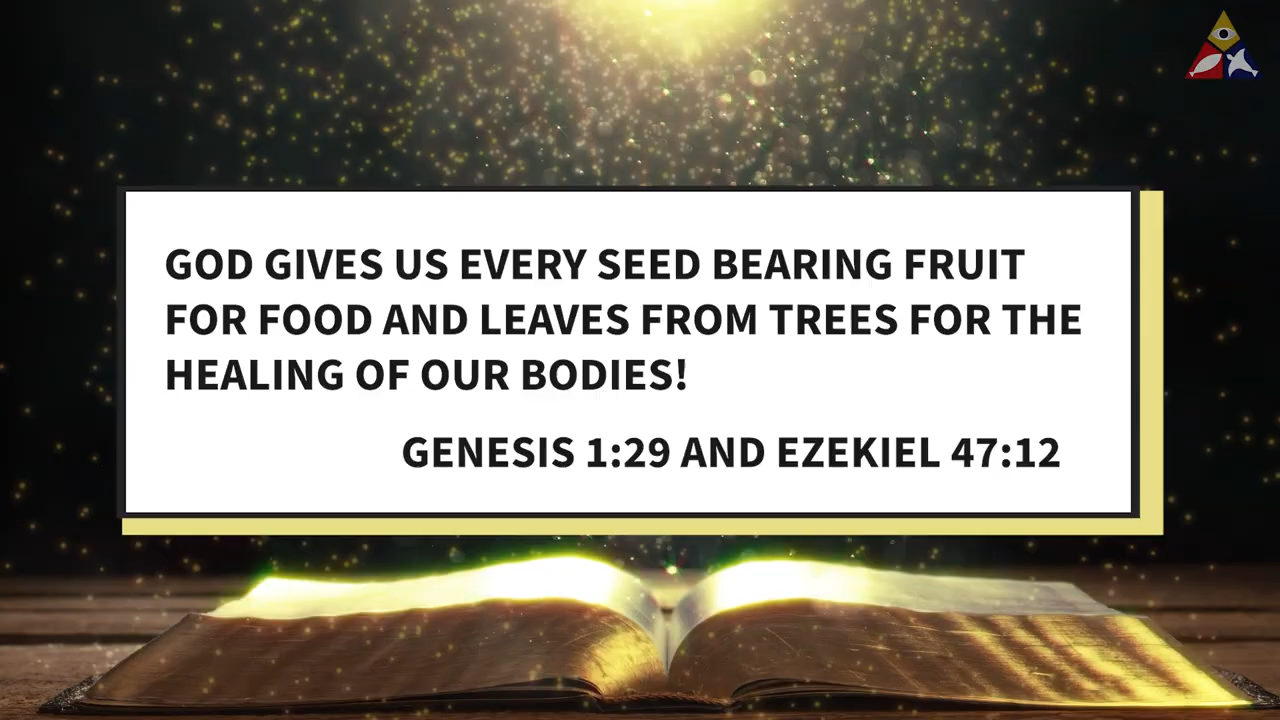 GOD GIVES US EVERY SEED BEARING FRUIT
FOR FOOD AND LEAVES FROM TREES FOR THE
HEALING OF OUR BODIES!
GENESIS 1:29 AND EZEKIEL 47:12